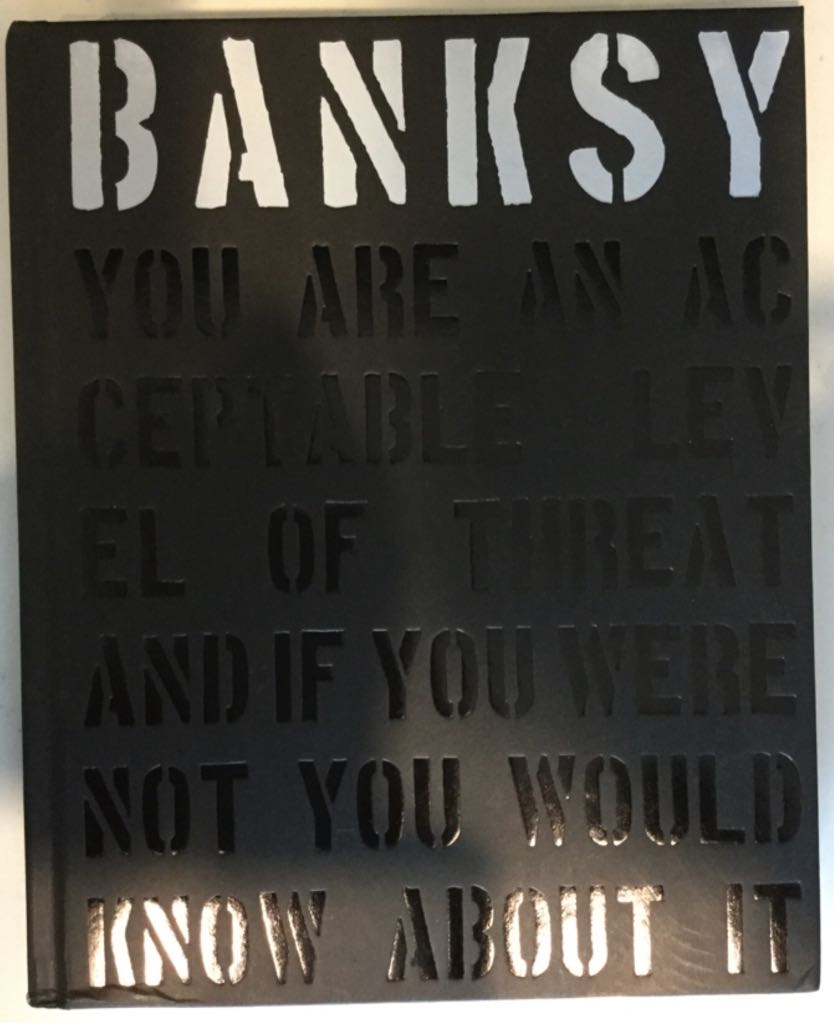 BANKSY
YOU ARE AN AC
CEPTABLE LEV
EL OF THREAT
AND IF YOU WERE
NOT YOU WOULD
KNOW ABOUT IT